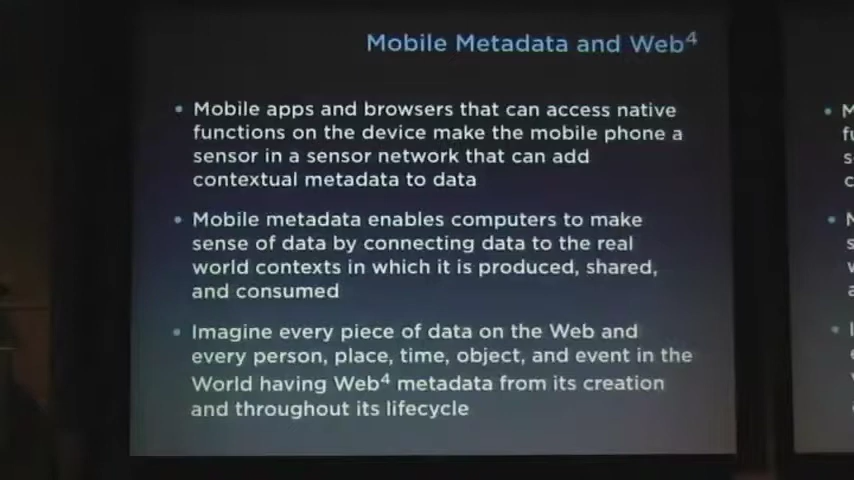 Mobile Metadata and Web⁴
• Mobile apps and browsers that can access native
functions on the device make the mobile phone a
sensor in a sensor network that can add
contextual metadata to data
• Mobile metadata enables computers to make
sense of data by connecting data to the real
world contexts in which it is produced, shared,
and consumed
• Imagine every piece of data on the Web and
every person, place, time, object, and event in the
World having Web⁴ metadata from its creation
and throughout its lifecycle